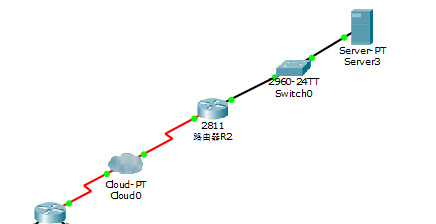 Server-PT
Server3
2960-24TT
Switch0
2811
路由器R2
Cloud-PT
Cloud0